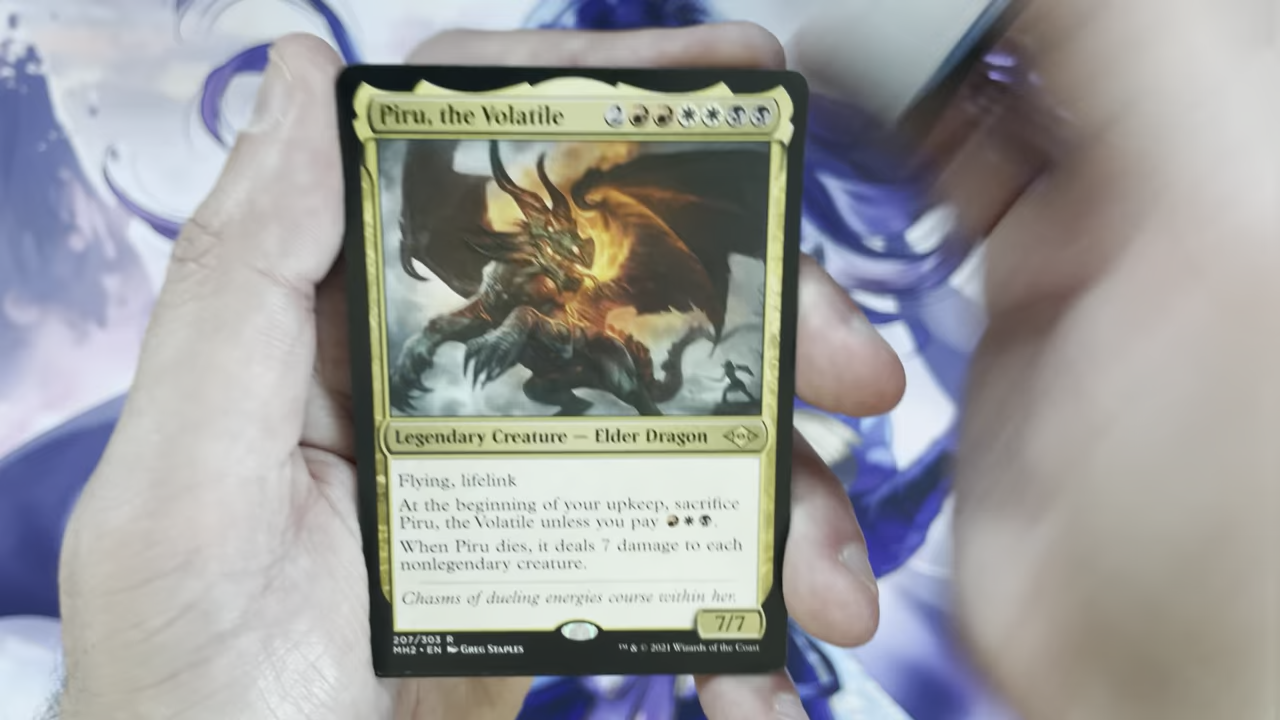 Piru, the Volatile 2
Legendary Creature — Elder Dragon
Flying, lifelink
At the beginning of your upkeep, sacrifice
Piru, the Volatile unless you pay .
When Piru dies, it deals 7 damage to each
nonlegendary creature.
Chasms of dueling energies course within her.
7/7
207/303 R
MH2 • EN Greg Staples
™ & © 2021 Wizards of the Coast